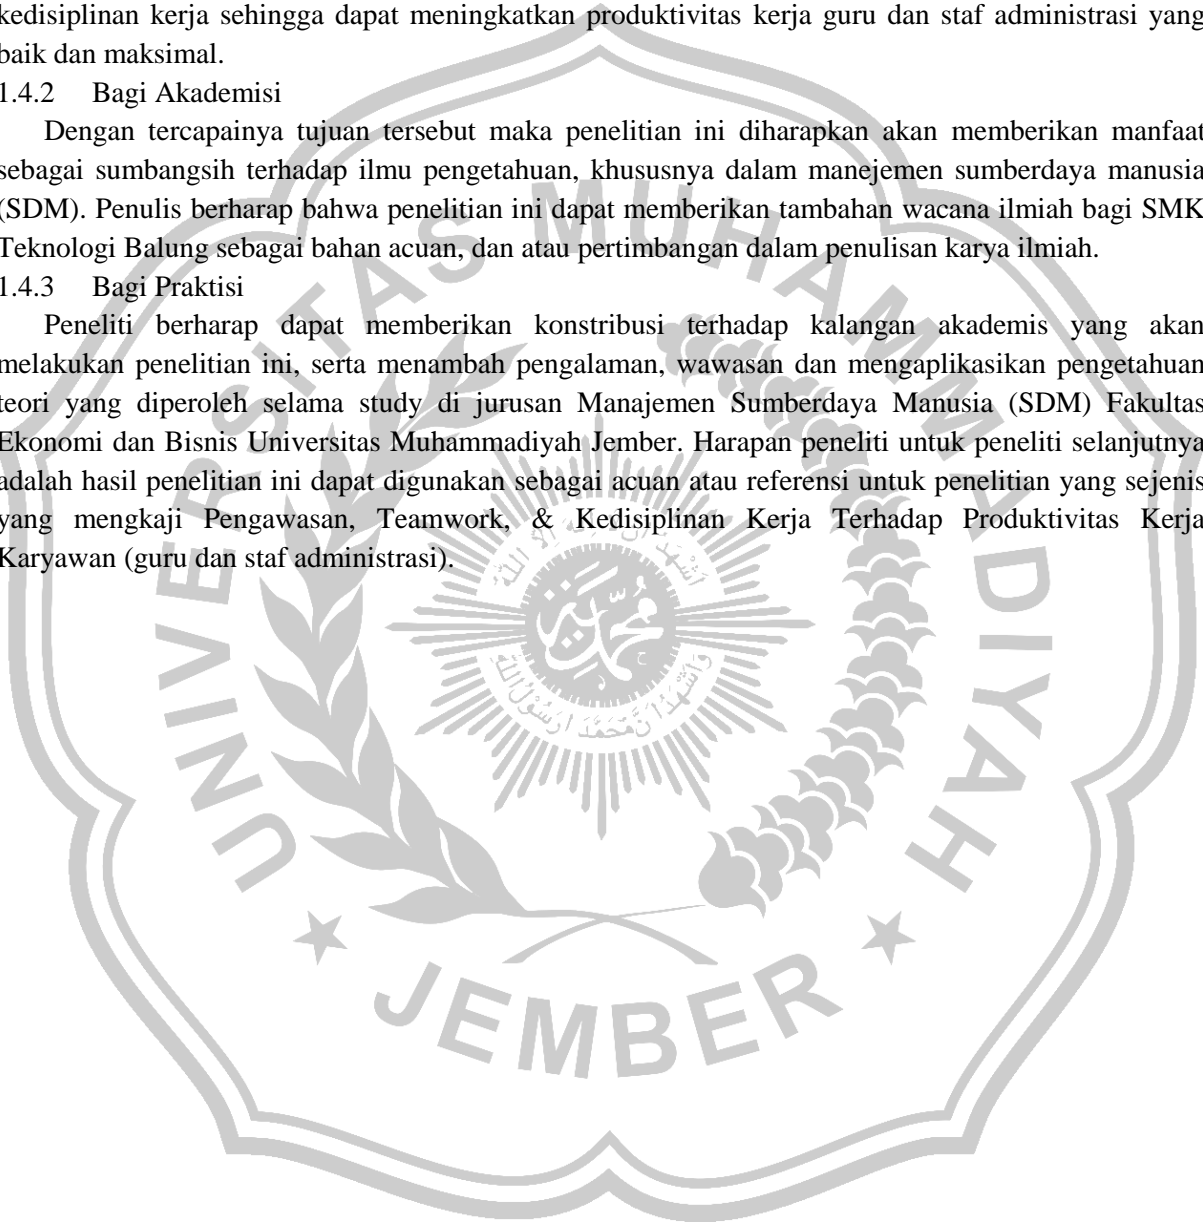 kedisiplinan kerja sehingga dapat meningkatkan produktivitas kerja guru dan staf administrasi yang
baik dan maksimal.
1.4.2 Bagi Akademisi
Dengan tercapainya tujuan tersebut maka penelitian ini diharapkan akan memberikan manfaat
sebagai sumbangsih terhadap ilmu pengetahuan, khususnya dalam manejemen sumberdaya manusia
(SDM). Penulis berharap bahwa penelitian ini dapat memberikan tambahan wacana ilmiah bagi SMK
Teknologi Balung sebagai bahan acuan, dan atau pertimbangan dalam penulisan karya ilmiah.
1.4.3 Bagi Praktisi
Peneliti berharap dapat memberikan konstribusi terhadap kalangan akademis yang akan
melakukan penelitian ini, serta menambah pengalaman, wawasan dan mengaplikasikan pengetahuan
teori yang diperoleh selama study di jurusan Manajemen Sumberdaya Manusia (SDM) Fakultas
Ekonomi dan Bisnis Universitas Muhammadiyah Jember. Harapan peneliti untuk peneliti selanjutnya
adalah hasil penelitian ini dapat digunakan sebagai acuan atau referensi untuk penelitian yang sejenis
yang mengkaji Pengawasan, Teamwork, & Kedisiplinan Kerja Terhadap Produktivitas Kerja
Karyawan (guru dan staf administrasi).
UNIVERSITAS MUHAMMADIYAH
JEMBER